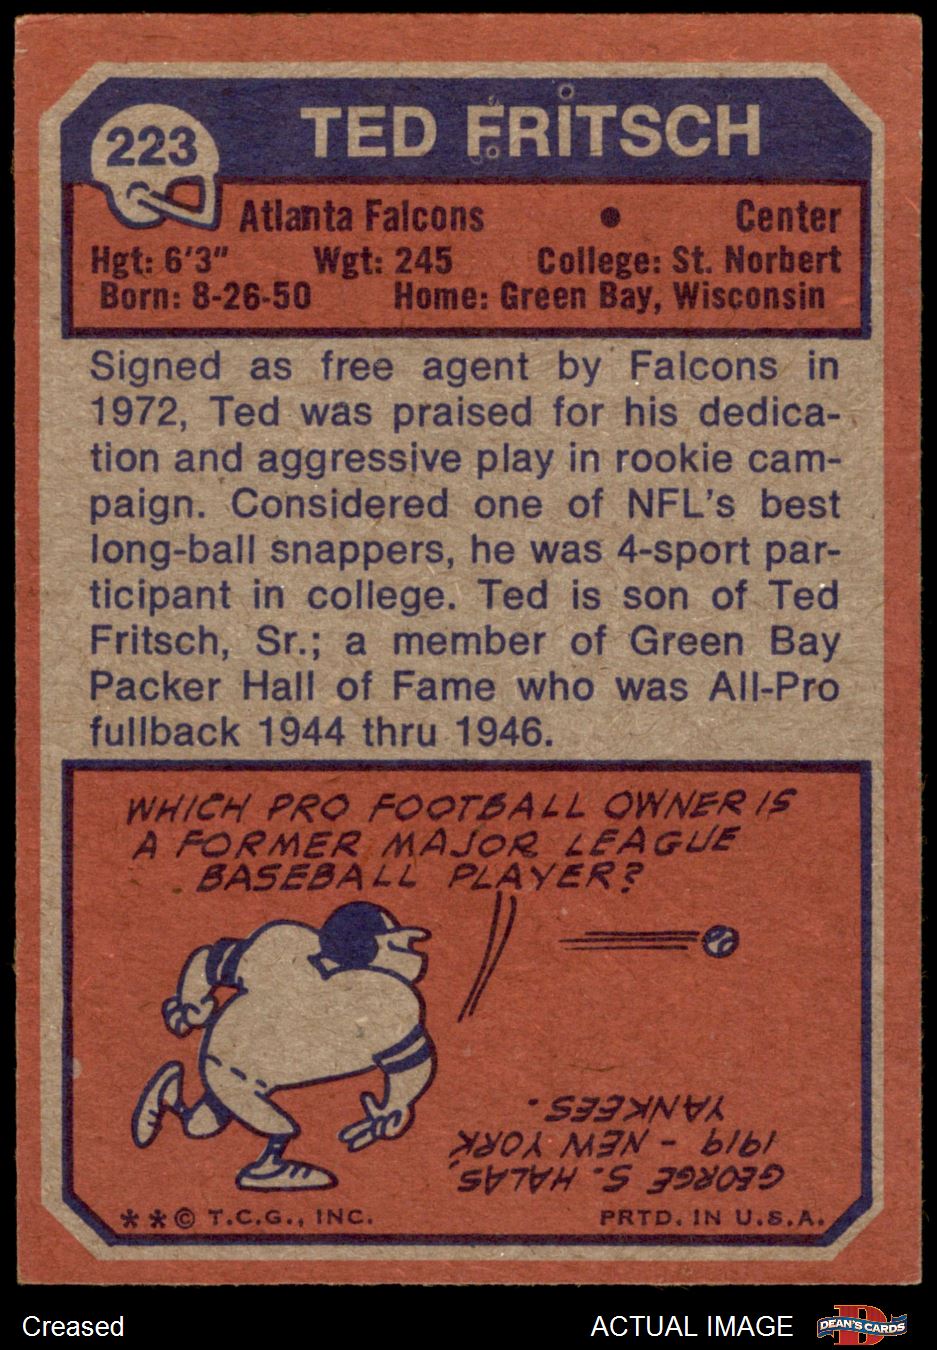 223
TED FRITSCH
Atlanta Falcons • Center
Hgt: 6'3" Wgt: 245 College: St. Norbert
Born: 8-26-50 Home: Green Bay, Wisconsin
Signed as free agent by Falcons in
1972, Ted was praised for his dedica-
tion and aggressive play in rookie cam-
paign. Considered one of NFL's best
long-ball snappers, he was 4-sport par-
ticipant in college. Ted is son of Ted
Fritsch, Sr.; a member of Green Bay
Packer Hall of Fame who was All-Pro
fullback 1944 thru 1946.
WHICH PRO FOOTBALL OWNER IS
A FORMER MAJOR LEAGUE
BASEBALL PLAYER?
GEORGE S. HALAS,
1919 - NEW YORK
YANKEES.
**© T.C.G., INC. PRTD. IN U.S.A.
Creased ACTUAL IMAGE DEAN'S CARDS